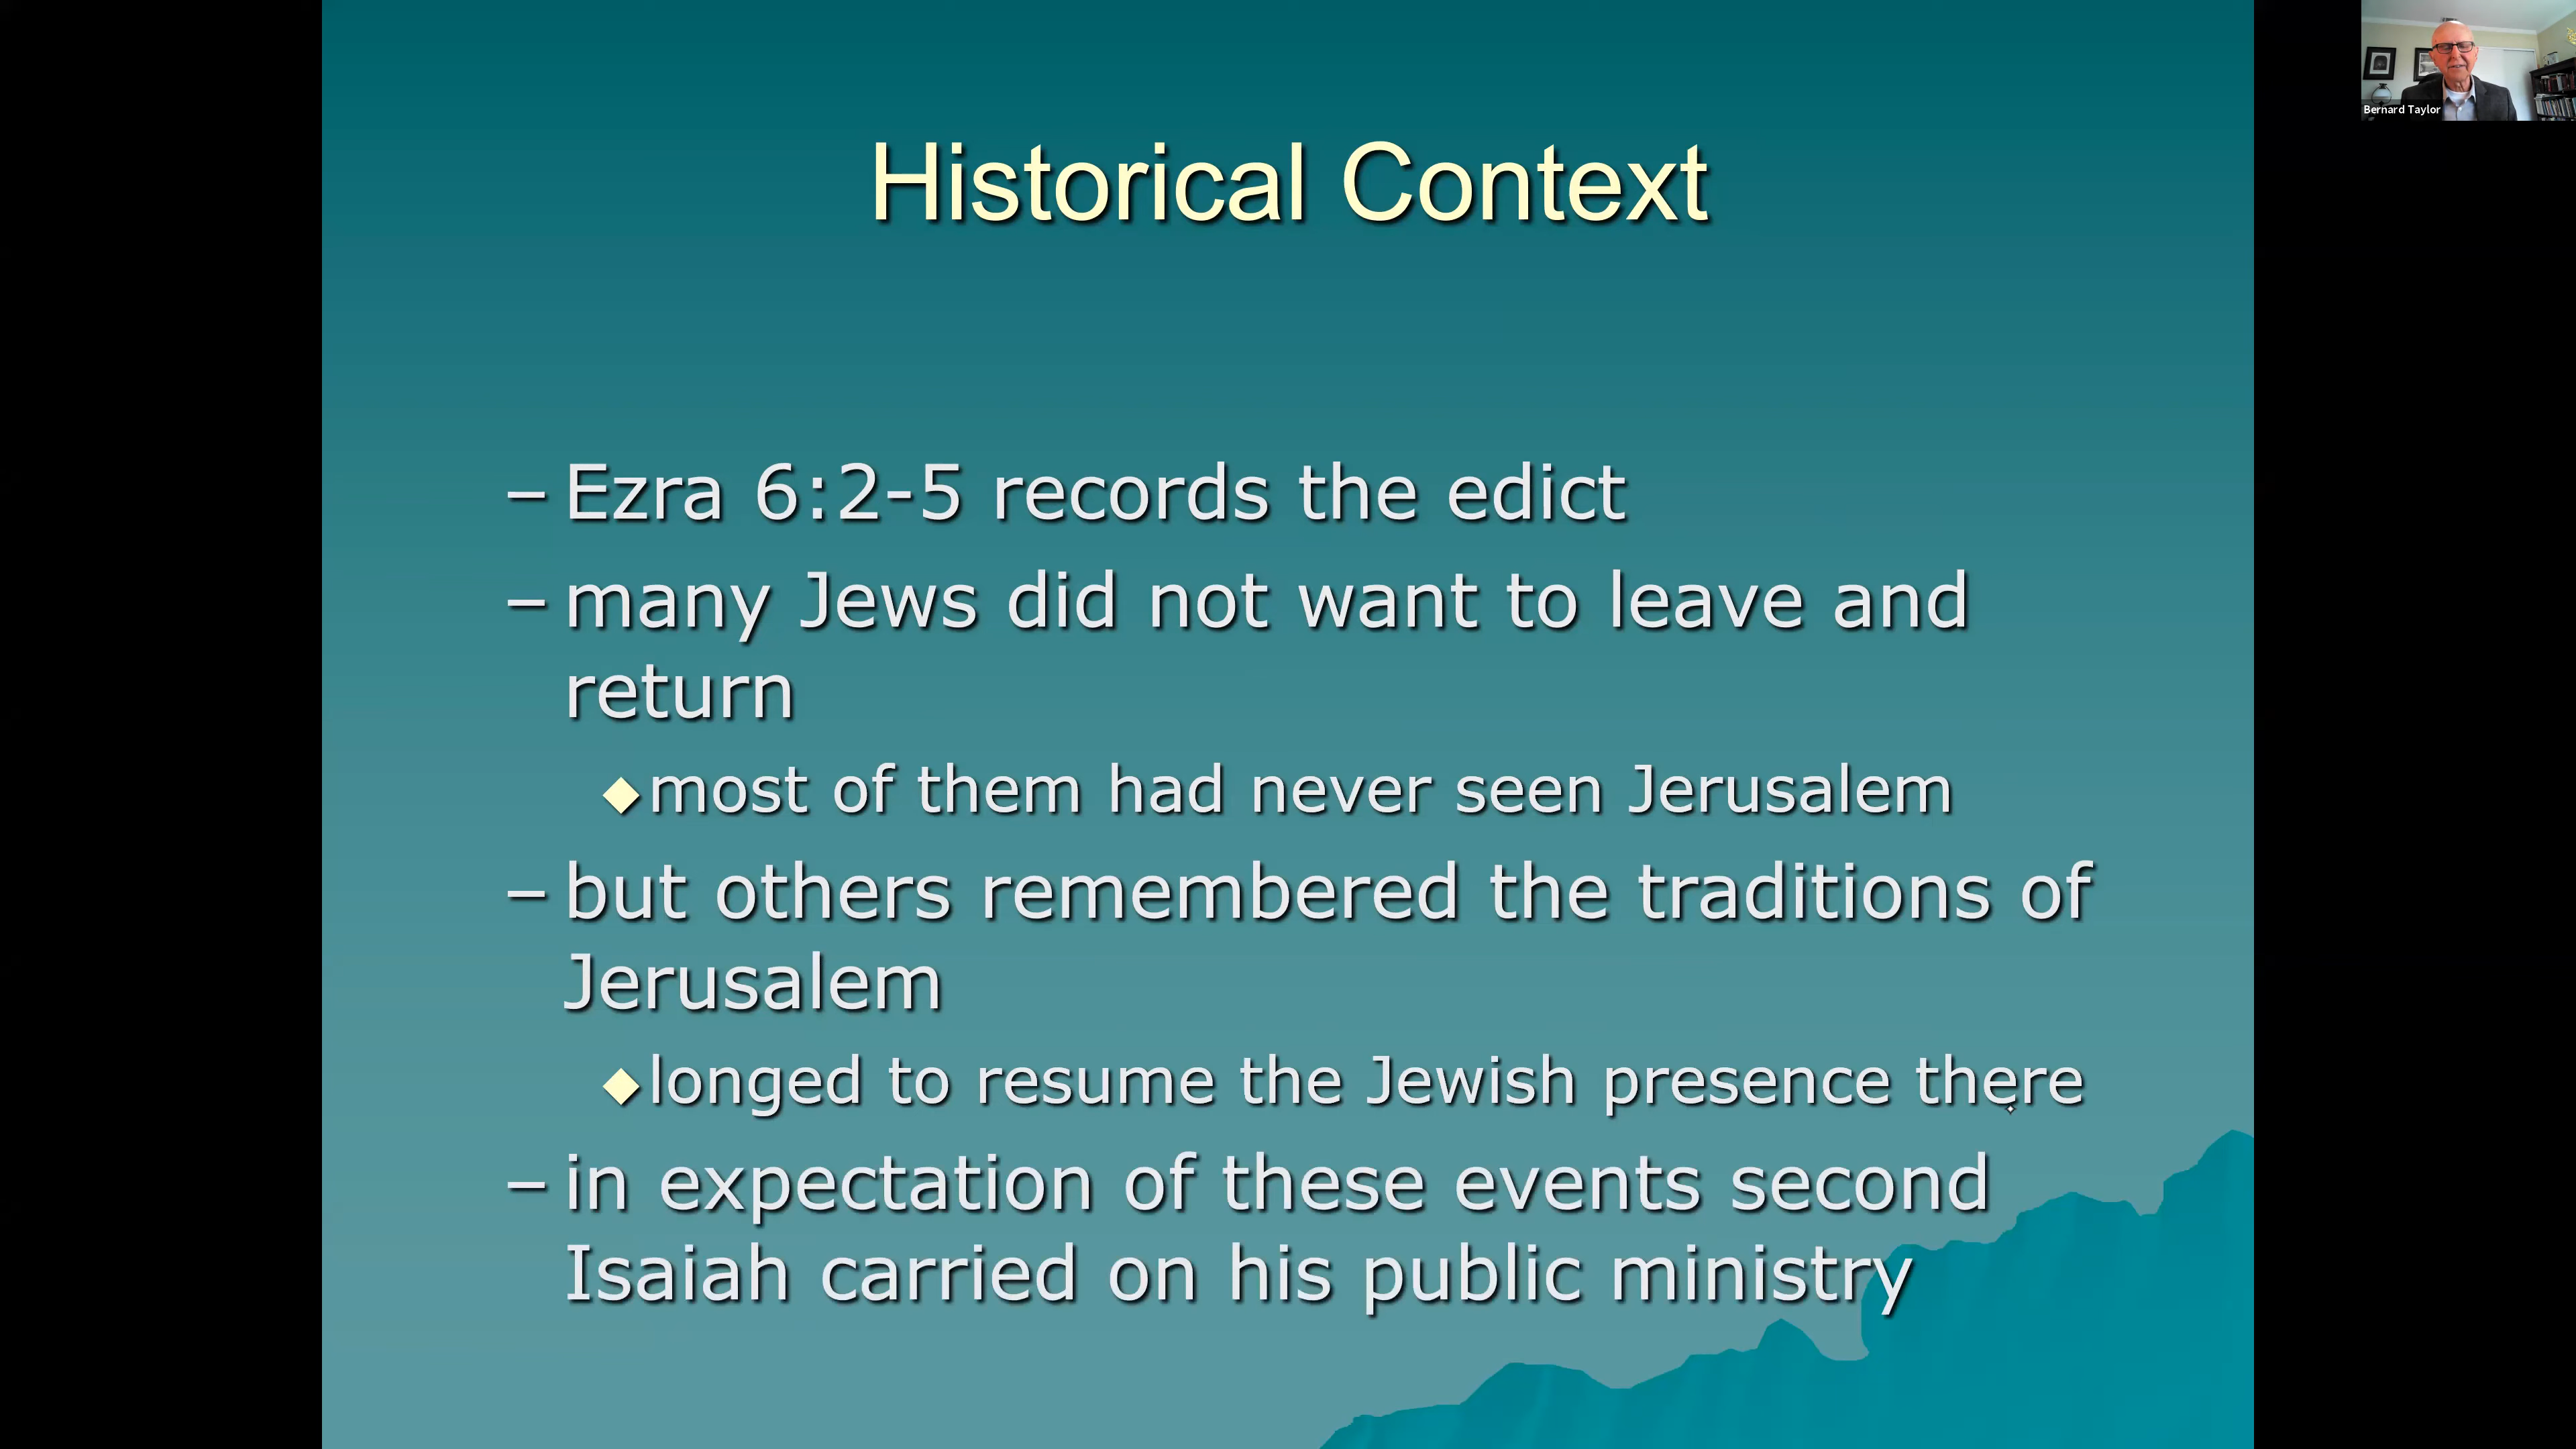 Historical Context
– Ezra 6:2-5 records the edict
– many Jews did not want to leave and
return
◆ most of them had never seen Jerusalem
– but others remembered the traditions of
Jerusalem
◆ longed to resume the Jewish presence there
– in expectation of these events second
Isaiah carried on his public ministry
Bernard Taylor